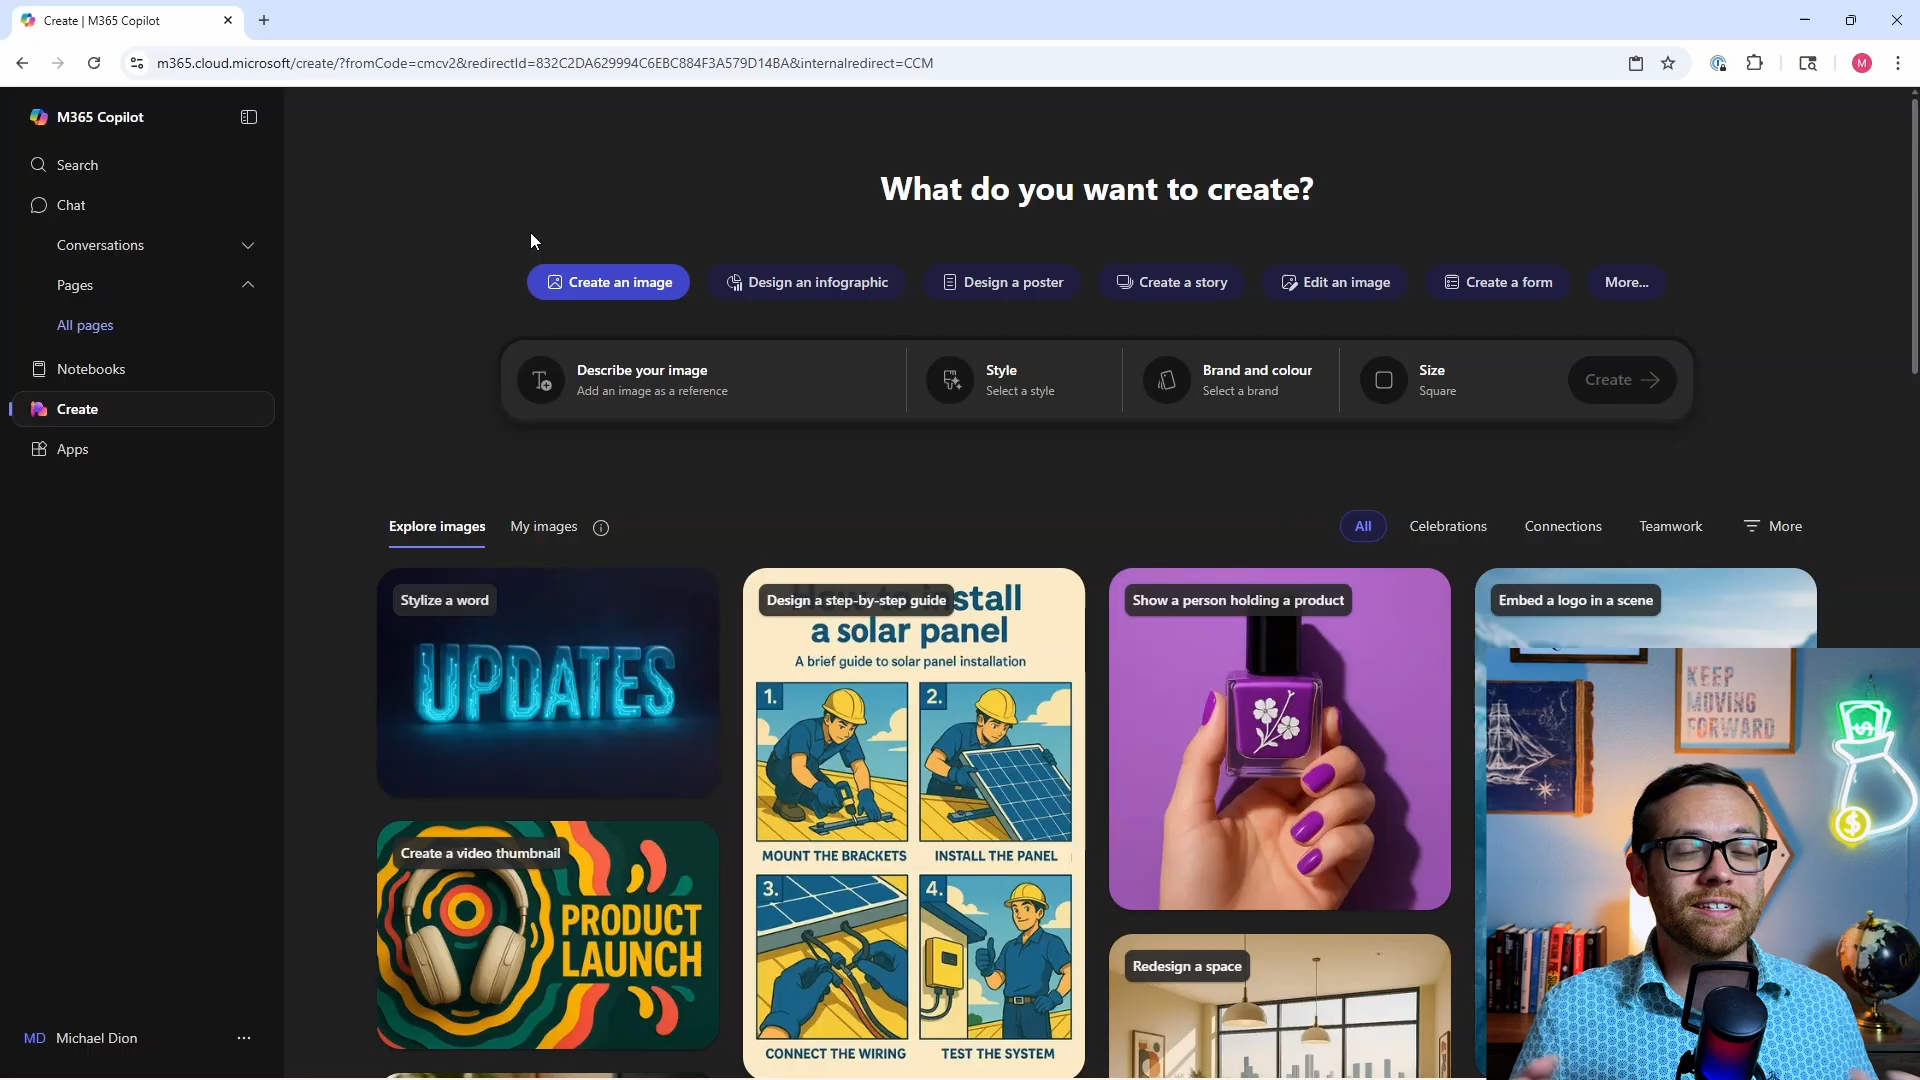 Create | M365 Copilot
m365.cloud.microsoft/create/?fromCode=cmcv2&redirectId=832C2DA629994C6EBC884F3A579D14BA&internalredirect=CCM
M
M365 Copilot
Search
Chat
Conversations
Pages
All pages
Notebooks
Create
Apps
MD Michael Dion
What do you want to create?
Create an image
Design an infographic
Design a poster
Create a story
Edit an image
Create a form
More...
Describe your image
Add an image as a reference
Style
Select a style
Brand and colour
Select a brand
Size
Square
Create
Explore images
My images
All
Celebrations
Connections
Teamwork
More
Stylize a word
UPDATES
Create a video thumbnail
PRODUCT
LAUNCH
Design a step-by-step guide
stall
a solar panel
A brief guide to solar panel installation
1.
2.
MOUNT THE BRACKETS
INSTALL THE PANEL
3.
4.
CONNECT THE WIRING
TEST THE SYSTEM
Show a person holding a product
Redesign a space
Embed a logo in a scene
KEEP
MOVING
FORWARD
$
$